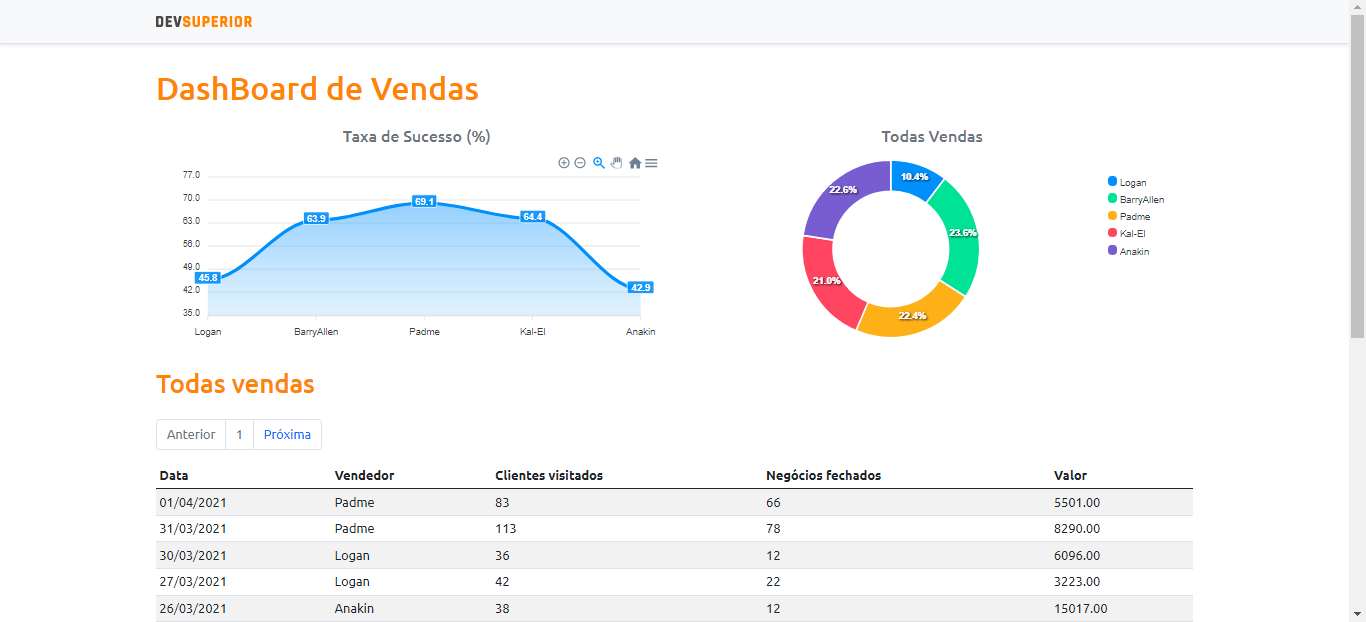 DEVSUPERIOR
DashBoard de Vendas
Taxa de Sucesso (%)
77.0
70.0
63.0
56.0
49.0
42.0
35.0
45.8
63.9
69.1
64.4
42.9
Logan BarryAllen Padme Kal-El Anakin
Todas Vendas
10.4%
23.6%
22.4%
21.0%
22.6%
Logan
BarryAllen
Padme
Kal-El
Anakin
Todas vendas
Anterior 1 Próxima
Data Vendedor Clientes visitados Negócios fechados Valor
01/04/2021 Padme 83 66 5501.00
31/03/2021 Padme 113 78 8290.00
30/03/2021 Logan 36 12 6096.00
27/03/2021 Logan 42 22 3223.00
26/03/2021 Anakin 38 12 15017.00